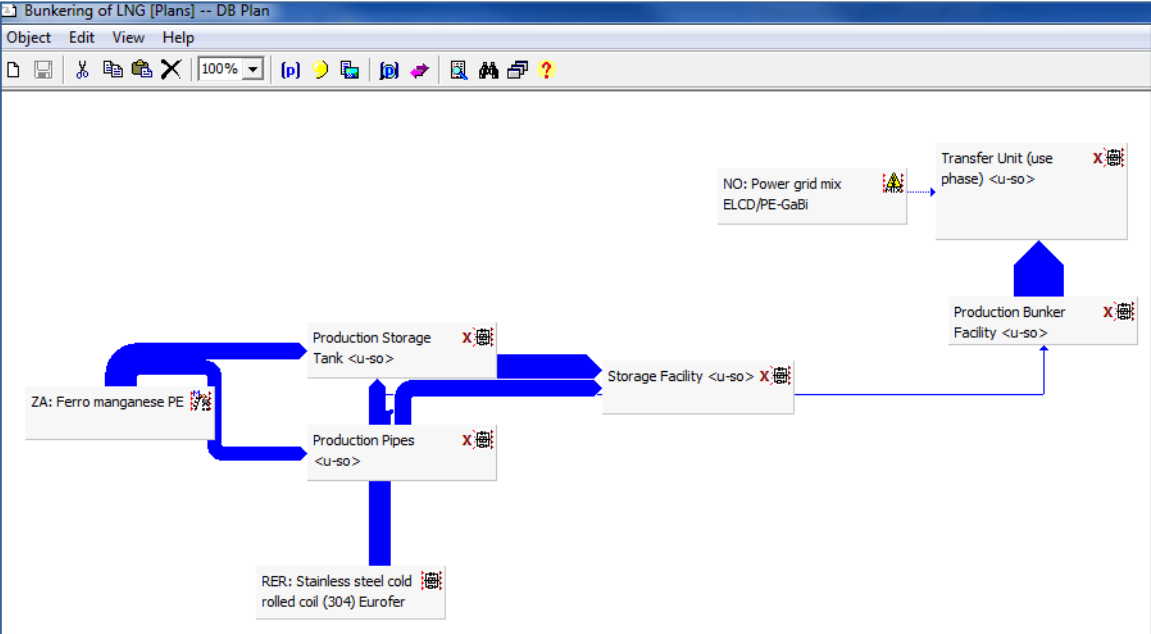 Bunkering of LNG [Plans] -- DB Plan
Object Edit View Help
100% (p) (p) ?
Transfer Unit (use
phase) <u-so>
X
NO: Power grid mix
ELCD/PE-GaBi
Production Bunker
Facility <u-so>
X
Production Storage
Tank <u-so>
X
Storage Facility <u-so> X
ZA: Ferro manganese PE
Production Pipes
<u-so>
X
RER: Stainless steel cold
rolled coil (304) Eurofer